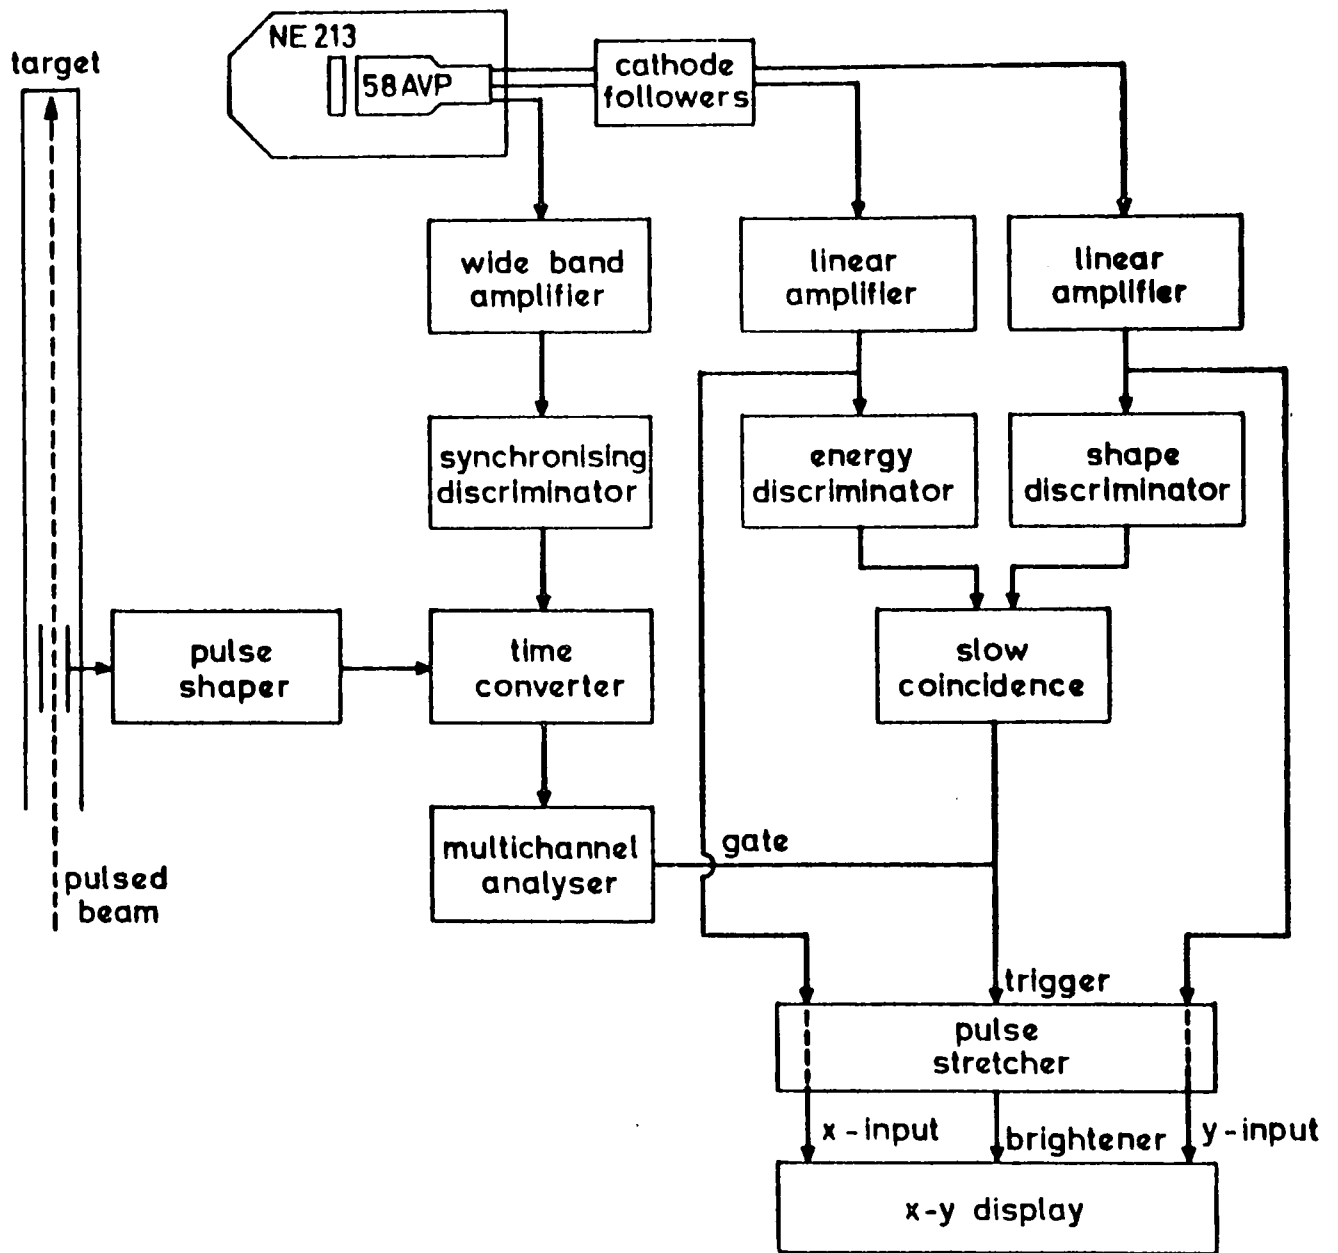 NE 213
target
58 AVP
cathode
followers
wide band
amplifier
linear
amplifier
linear
amplifier
synchronising
discriminator
energy
discriminator
shape
discriminator
pulse
shaper
time
converter
slow
coincidence
multichannel
analyser
gate
pulsed
beam
trigger
pulse
stretcher
x-input
brightener
y-input
x-y display